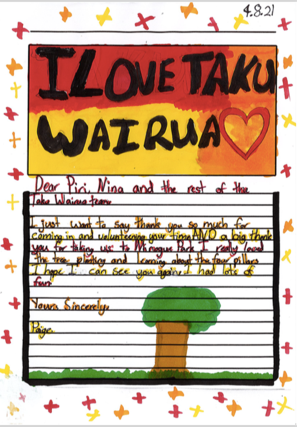 4.8.21
I LOVE TAKU
WAIRUA
Dear Piri, Nina and the rest of the
Taku Wairua team
I just want to say thank you so much for
coming in and volunteering your time AND a big thank
you for taking us to Park I really
the tree planting and learning about the four pillars
I hope I can see you again. I had lots of
fun
Yours Sincerely,
Paige